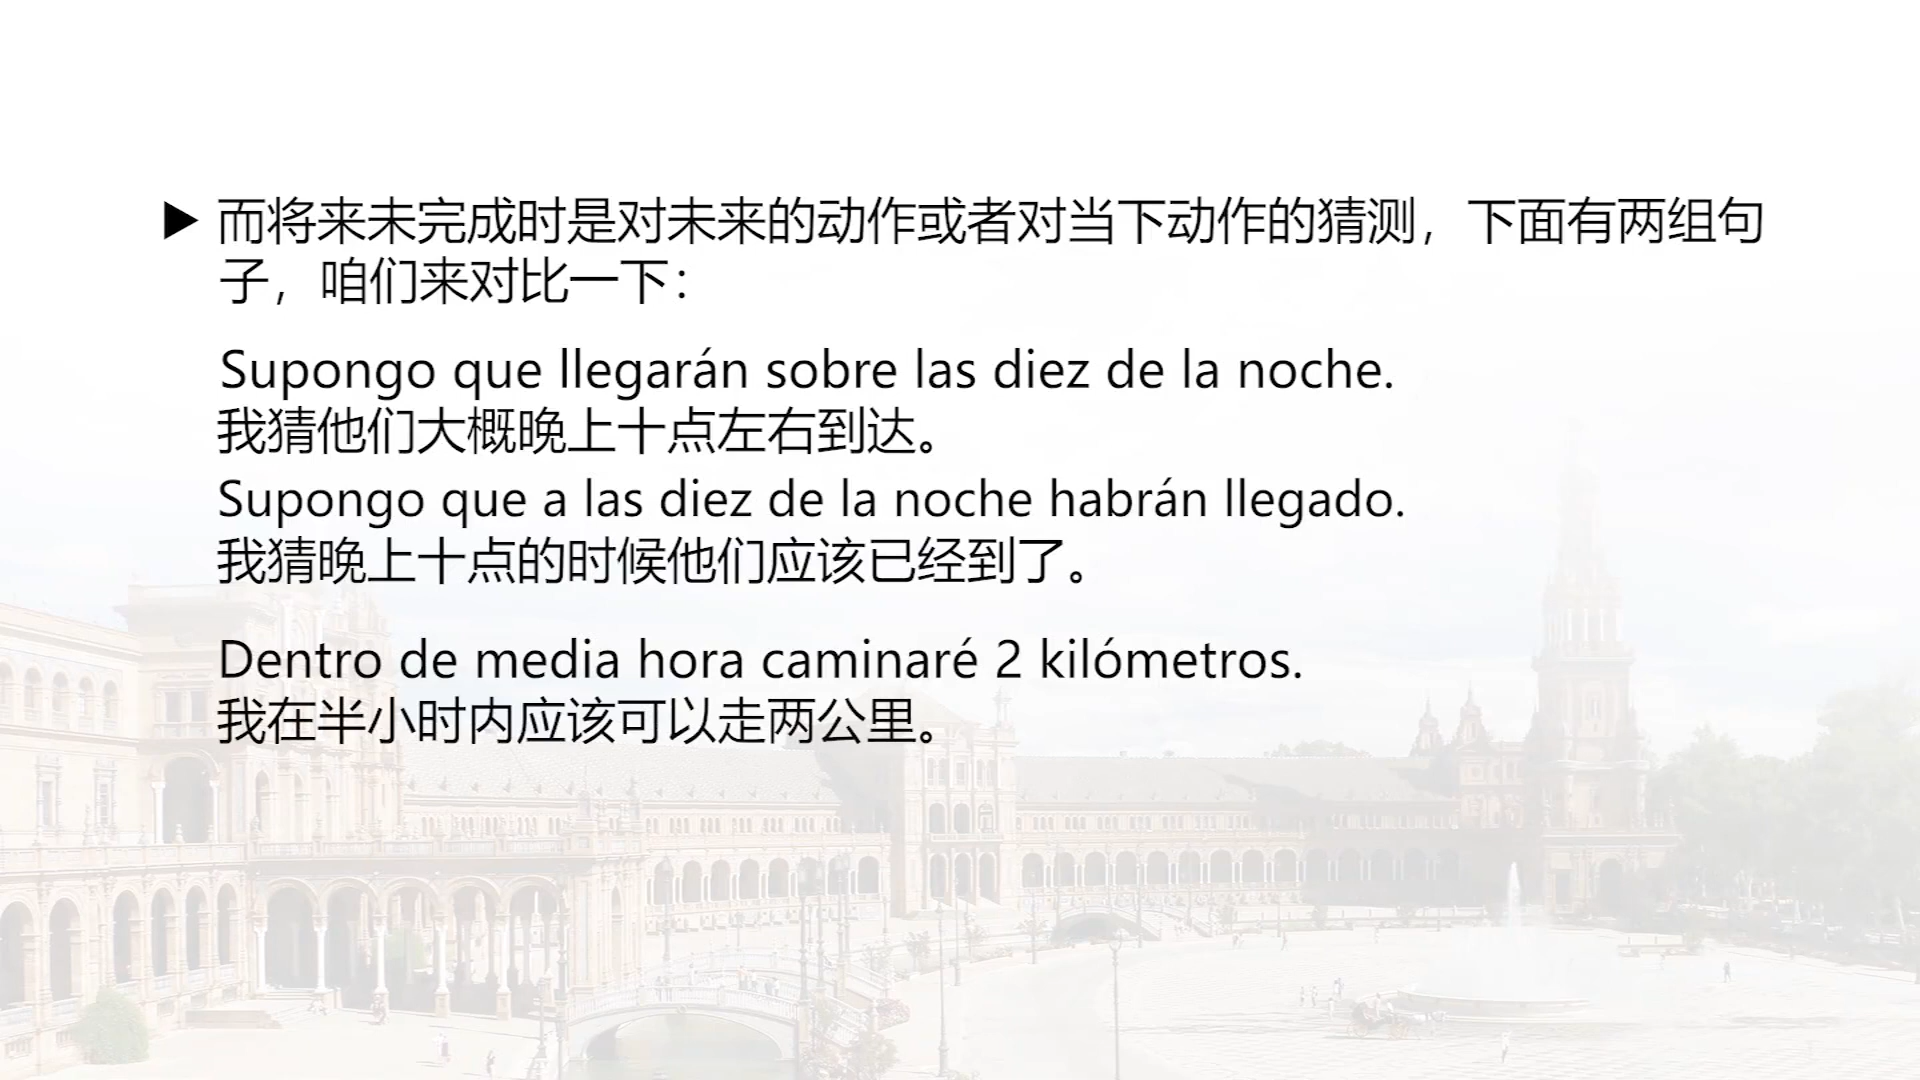 而将来未完成时是对未来的动作或者对当下动作的猜测，下面有两组句
子，咱们来对比一下：
Supongo que llegarán sobre las diez de la noche.
我猜他们大概晚上十点左右到达。
Supongo que a las diez de la noche habrán llegado.
我猜晚上十点的时候他们应该已经到了。
Dentro de media hora caminaré 2 kilómetros.
我在半小时内应该可以走两公里。